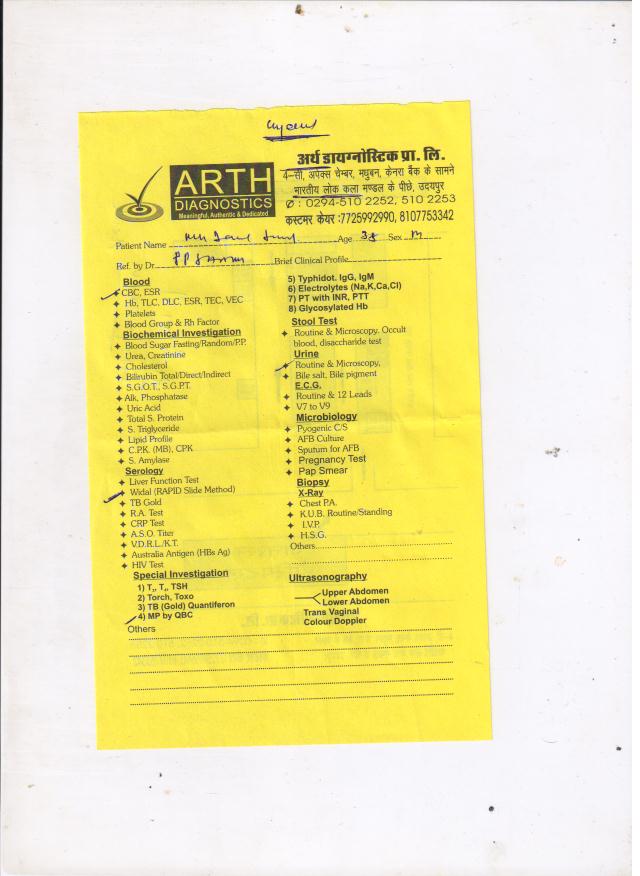 urgent
ARTH
DIAGNOSTICS
Meaningful, Authentic & Dedicated
अर्थ डायग्नोस्टिक प्रा. लि.
4-सी, अपेक्स चेम्बर, मधुबन, केनरा बैंक के सामने
भारतीय लोक कला मण्डल के पीछे, उदयपुर
✆ : 0294-510 2252, 510 2253
कस्टमर केयर :7725992990, 8107753342
Patient Name Age 38 Sex M
Ref. by Dr. Brief Clinical Profile
Blood
CBC, ESR
Hb, TLC, DLC, ESR, TEC, VEC
Platelets
Blood Group & Rh Factor
Biochemical Investigation
Blood Sugar Fasting/Random/P.P.
Urea, Creatinine
Cholesterol
Bilirubin Total/Direct/Indirect
S.G.O.T., S.G.P.T.
Alk, Phosphatase
Uric Acid
Total S. Protein
S. Triglyceride
Lipid Profile
C.P.K. (MB), CPK
S. Amylase
Serology
Liver Function Test
Widal (RAPID Slide Method)
TB Gold
R.A. Test
CRP Test
A.S.O. Titer
V.D.R.L./K.T.
Australia Antigen (HBs Ag)
HIV Test
Special Investigation
1) T₃, T₄, TSH
2) Torch, Toxo
3) TB (Gold) Quantiferon
4) MP by QBC
Others
5) Typhidot. IgG, IgM
6) Electrolytes (Na,K,Ca,Cl)
7) PT with INR, PTT
8) Glycosylated Hb
Stool Test
Routine & Microscopy, Occult
blood, disaccharide test
Urine
Routine & Microscopy,
Bile salt, Bile pigment
E.C.G.
Routine & 12 Leads
V7 to V9
Microbiology
Pyogenic C/S
AFB Culture
Sputum for AFB
Pregnancy Test
Pap Smear
Biopsy
X-Ray
Chest P.A.
K.U.B. Routine/Standing
I.V.P.
H.S.G.
Others
Ultrasonography
Upper Abdomen
Lower Abdomen
Trans Vaginal
Colour Doppler